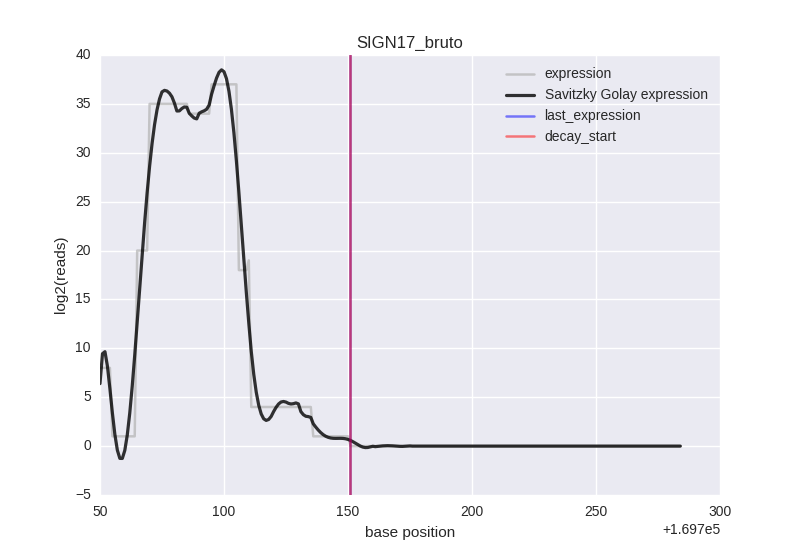 SIGN17_bruto
40
35
30
25
20
15
10
5
0
−5
log2(reads)
expression
Savitzky Golay expression
last_expression
decay_start
50
100
150
200
250
300
base position
+1.697e5